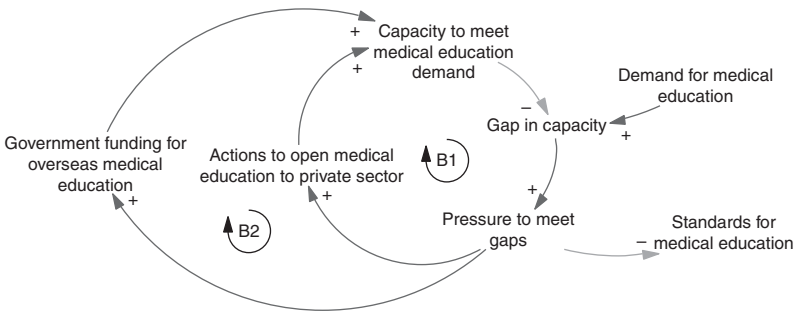 +
Capacity to meet
medical education
demand
+
Demand for medical
education
−
Gap in capacity
+
Government funding for
overseas medical
education
+
Actions to open medical
education to private sector
+
B1
+
Pressure to meet
gaps
B2
Standards for
medical education
−